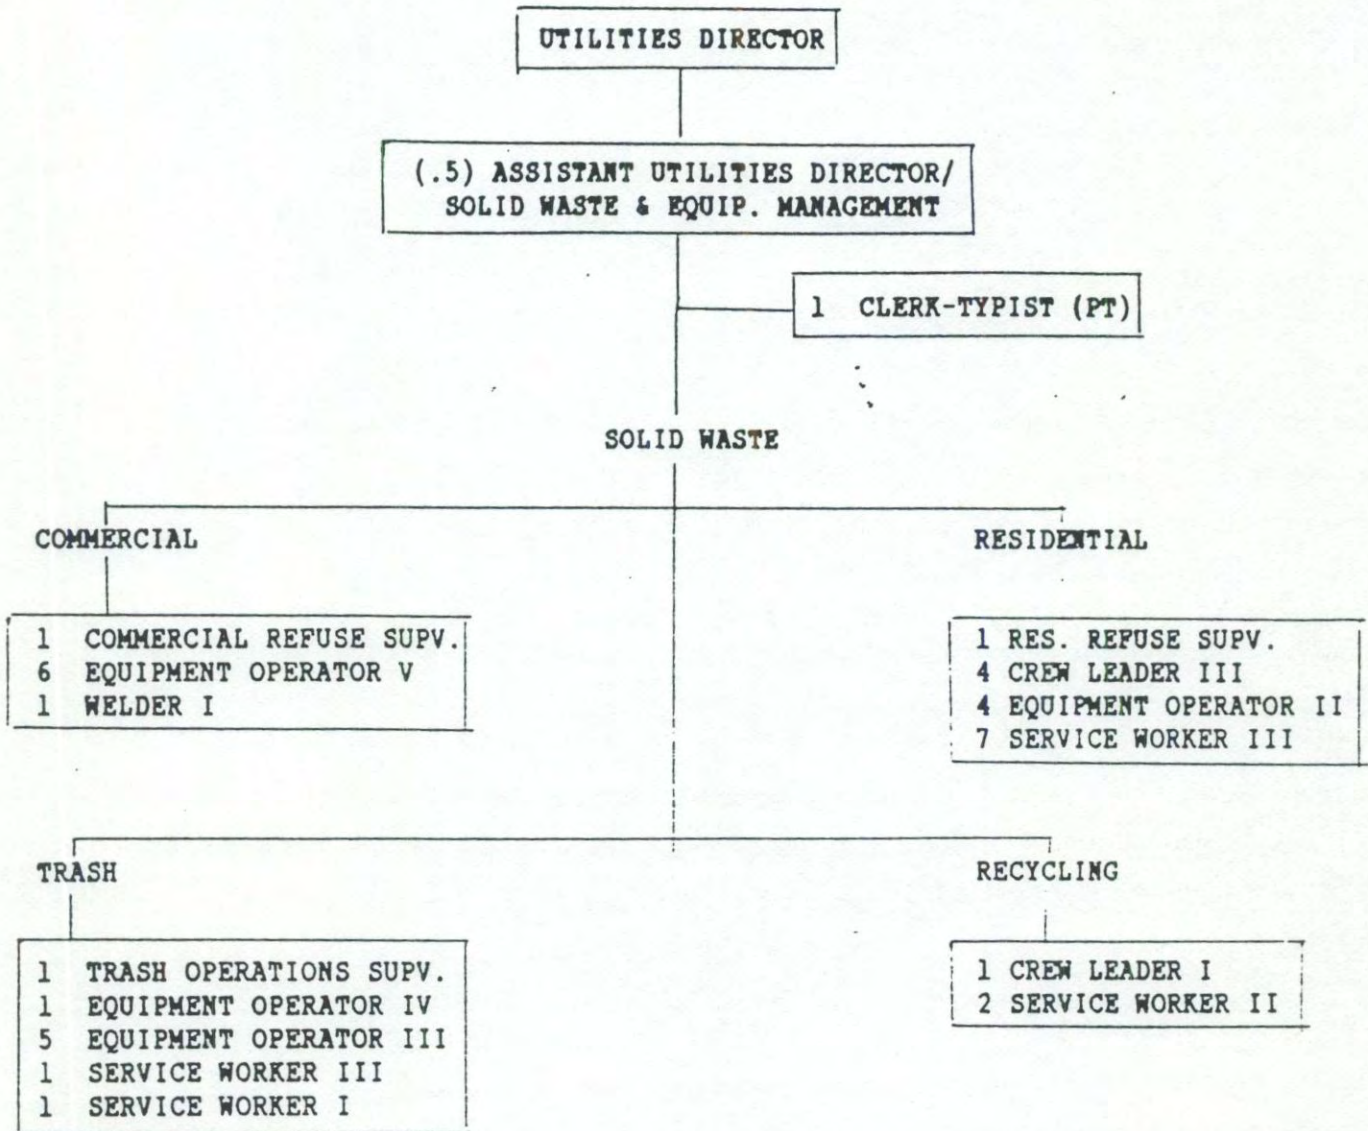 UTILITIES DIRECTOR
(.5) ASSISTANT UTILITIES DIRECTOR/
SOLID WASTE & EQUIP. MANAGEMENT
1 CLERK-TYPIST (PT)
SOLID WASTE
COMMERCIAL
1 COMMERCIAL REFUSE SUPV.
6 EQUIPMENT OPERATOR V
1 WELDER I
RESIDENTIAL
1 RES. REFUSE SUPV.
4 CREW LEADER III
4 EQUIPMENT OPERATOR II
7 SERVICE WORKER III
TRASH
1 TRASH OPERATIONS SUPV.
1 EQUIPMENT OPERATOR IV
5 EQUIPMENT OPERATOR III
1 SERVICE WORKER III
1 SERVICE WORKER I
RECYCLING
1 CREW LEADER I
2 SERVICE WORKER II